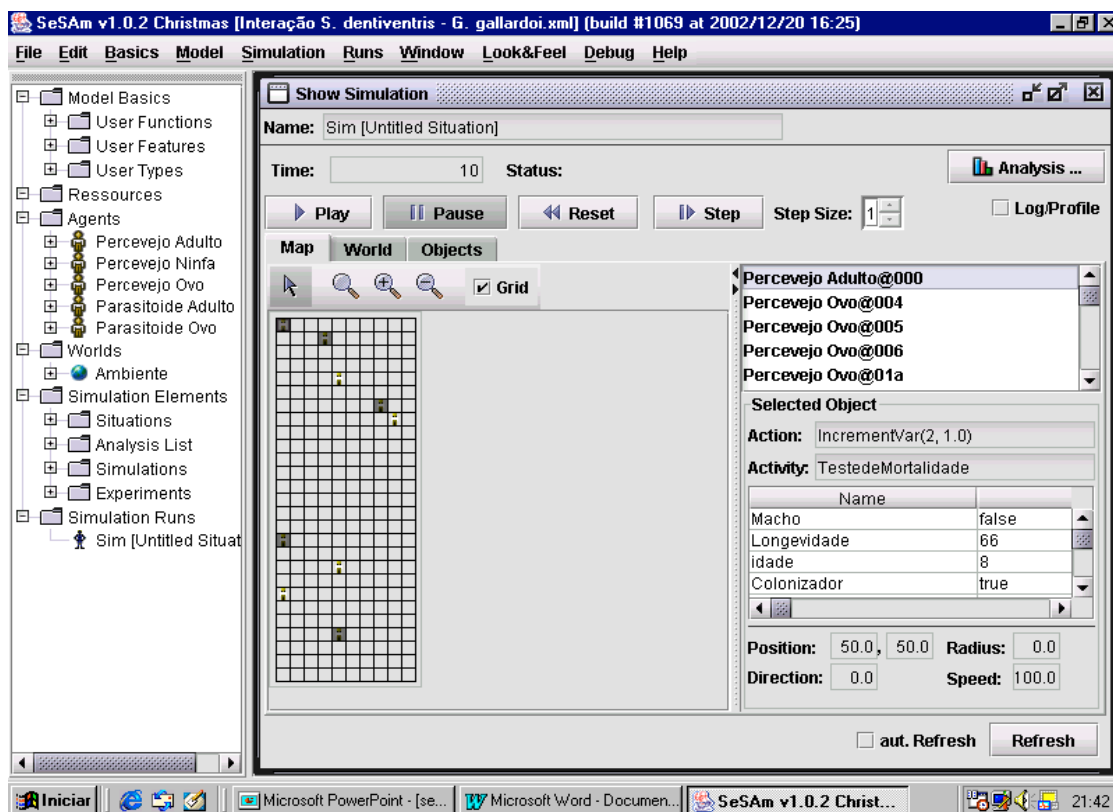 SeSAm v1.0.2 Christmas [Interação S. dentiventris - G. gallardoi.xml] (build #1069 at 2002/12/20 16:25)
File Edit Basics Model Simulation Runs Window Look&Feel Debug Help
Model Basics
User Functions
User Features
User Types
Ressources
Agents
Percevejo Adulto
Percevejo Ninfa
Percevejo Ovo
Parasitoide Adulto
Parasitoide Ovo
Worlds
Ambiente
Simulation Elements
Situations
Analysis List
Simulations
Experiments
Simulation Runs
Sim [Untitled Situat
Show Simulation
Name: Sim [Untitled Situation]
Time: 10 Status:
Analysis ...
Play Pause Reset Step Step Size: 1 Log/Profile
Map World Objects
Grid
Percevejo Adulto@000
Percevejo Ovo@004
Percevejo Ovo@005
Percevejo Ovo@006
Percevejo Ovo@01a
Selected Object
Action: IncrementVar(2, 1.0)
Activity: TestedeMortalidade
Name
Macho false
Longevidade 66
idade 8
Colonizador true
Position: 50.0, 50.0 Radius: 0.0
Direction: 0.0 Speed: 100.0
aut. Refresh Refresh
Iniciar Microsoft PowerPoint - [se... Microsoft Word - Documen... SeSAm v1.0.2 Christ... 21:42